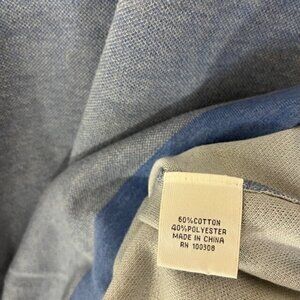 60%COTTON
40%POLYESTER
MADE IN CHINA
RN 100308